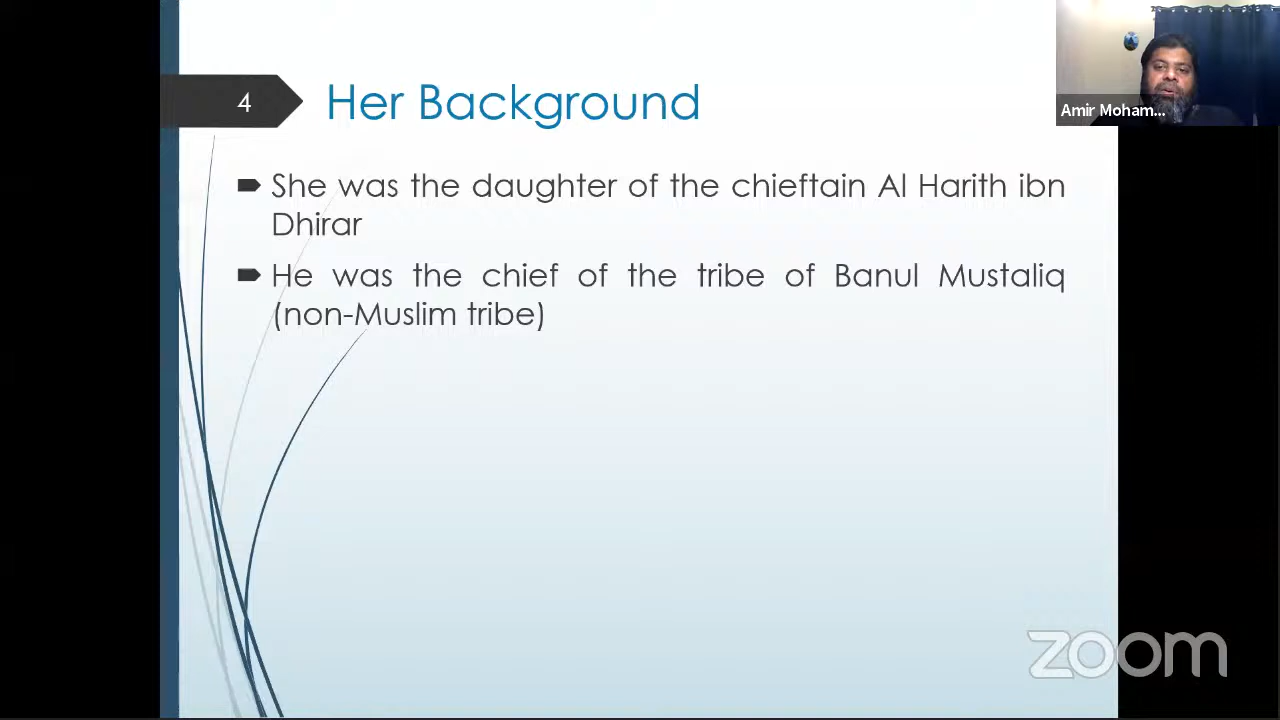 4
Her Background
Amir Moham...
She was the daughter of the chieftain Al Harith ibn
Dhirar
He was the chief of the tribe of Banul Mustaliq
(non-Muslim tribe)
zoom